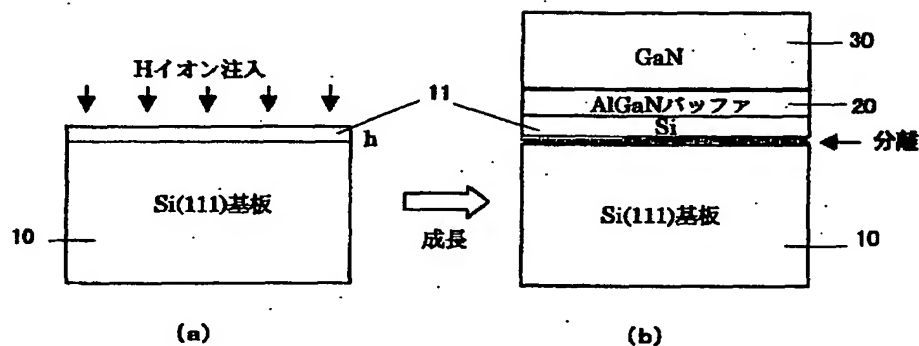 Hイオン注入
11
h
Si(111)基板
10
(a)
成長
GaN
30
AlGaNバッファ
20
Si
分離
Si(111)基板
10
(b)